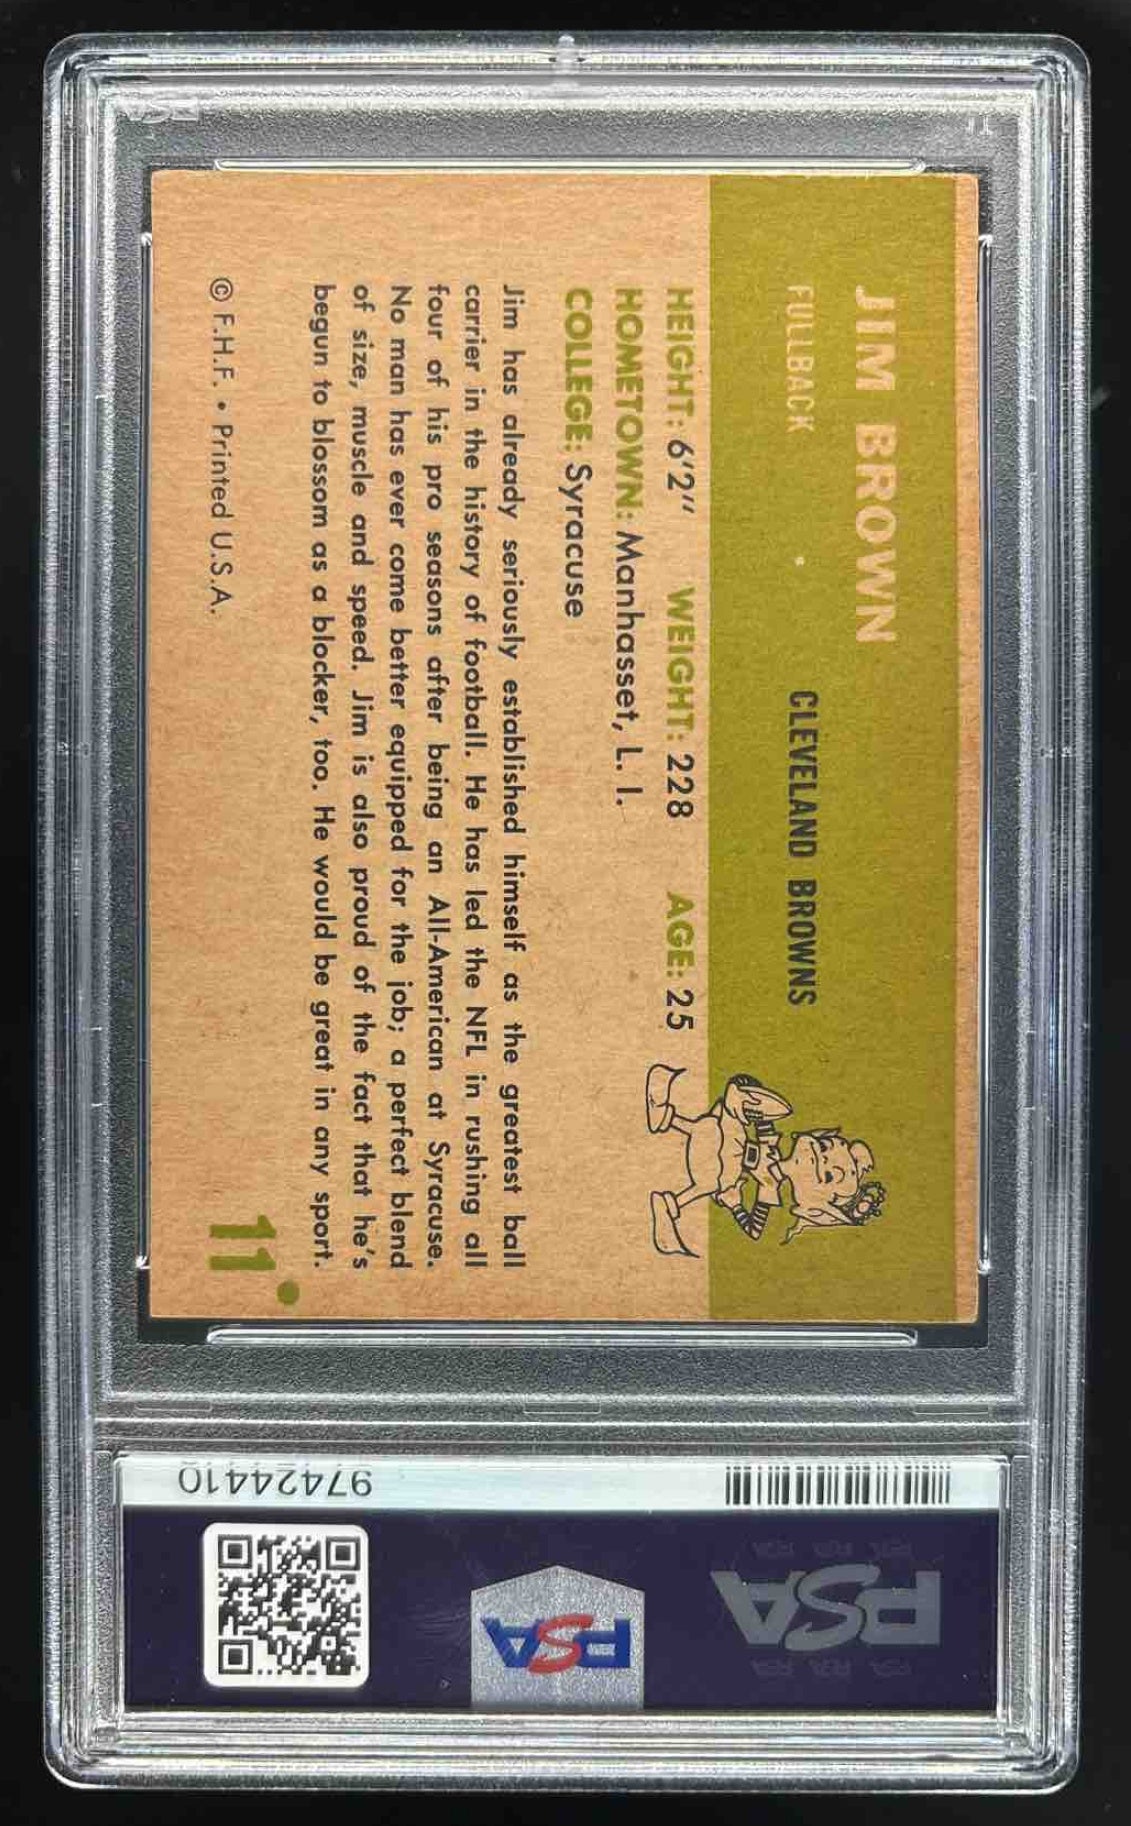 JIM BROWN
FULLBACK • CLEVELAND BROWNS
HEIGHT: 6'2" WEIGHT: 228 AGE: 25
HOMETOWN: Manhasset, L. I.
COLLEGE: Syracuse
Jim has already seriously established himself as the greatest ball
carrier in the history of football. He has led the NFL in rushing all
four of his pro seasons after being an All-American at Syracuse.
No man has ever come better equipped for the job; a perfect blend
of size, muscle and speed. Jim is also proud of the fact that he's
begun to blossom as a blocker, too. He would be great in any sport.
© F.H.F. • Printed U.S.A.
11
97424410
PSA
PSA